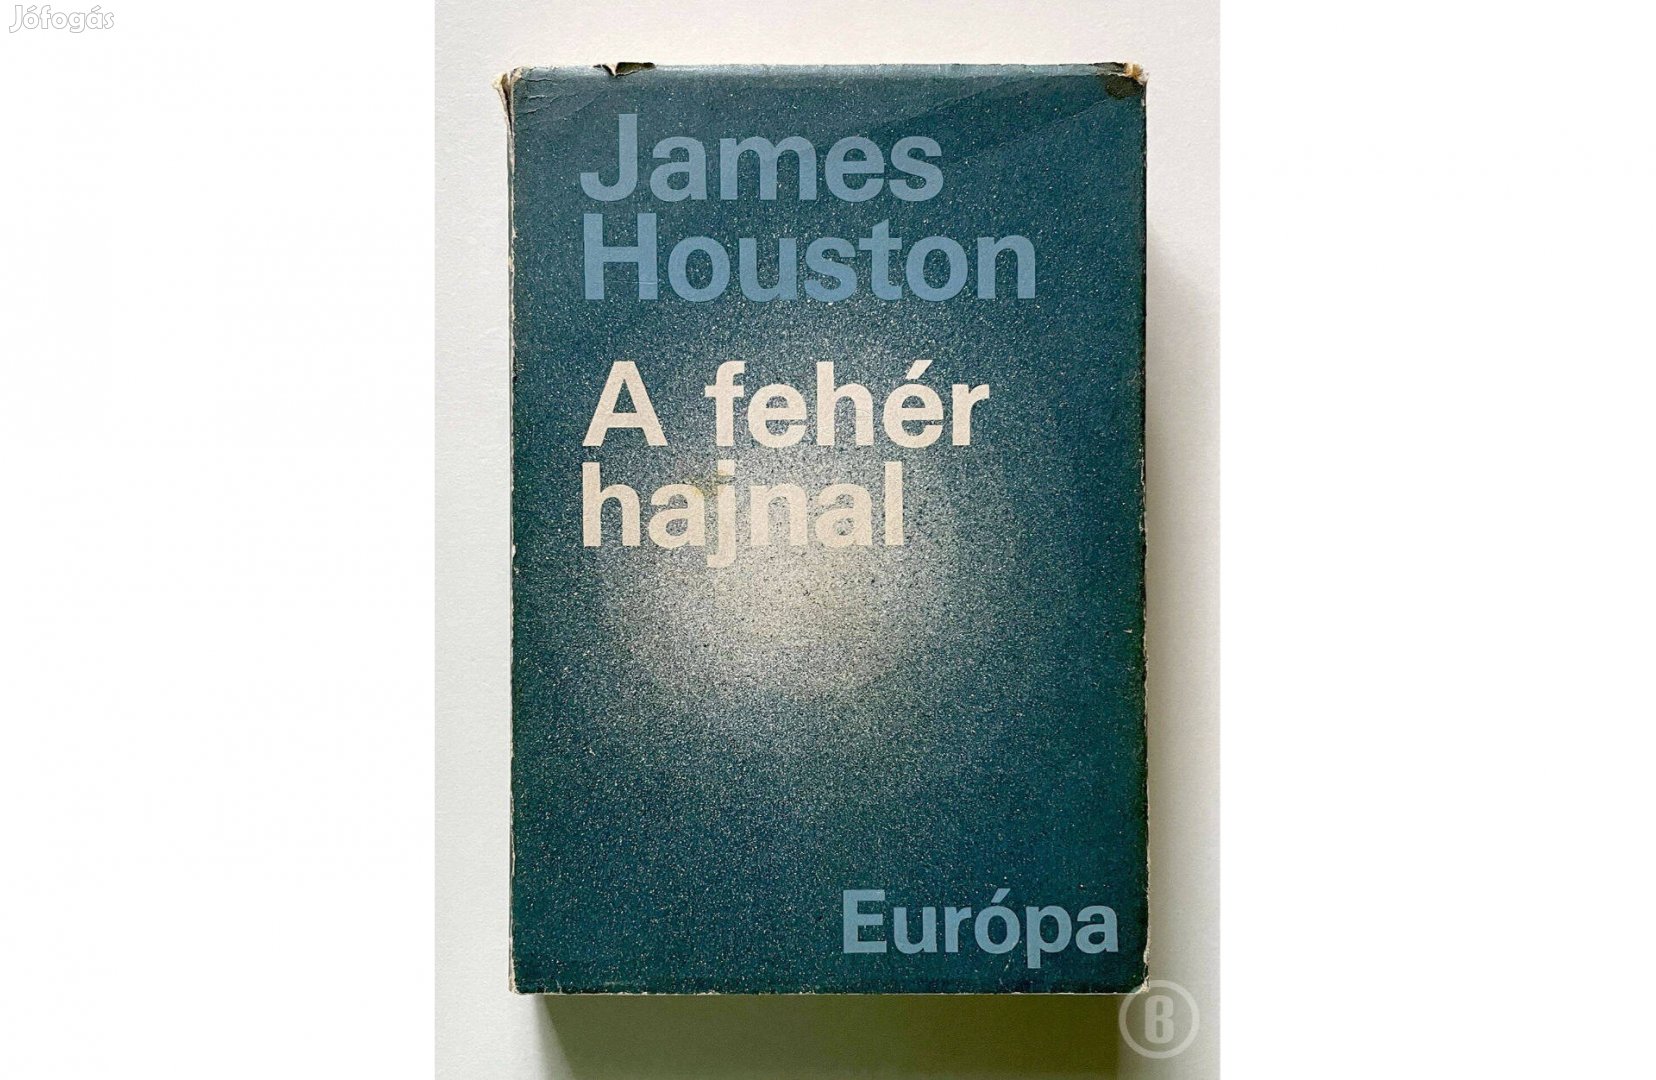 Jófogás
James
Houston
A fehér
hajnal
Európa
B